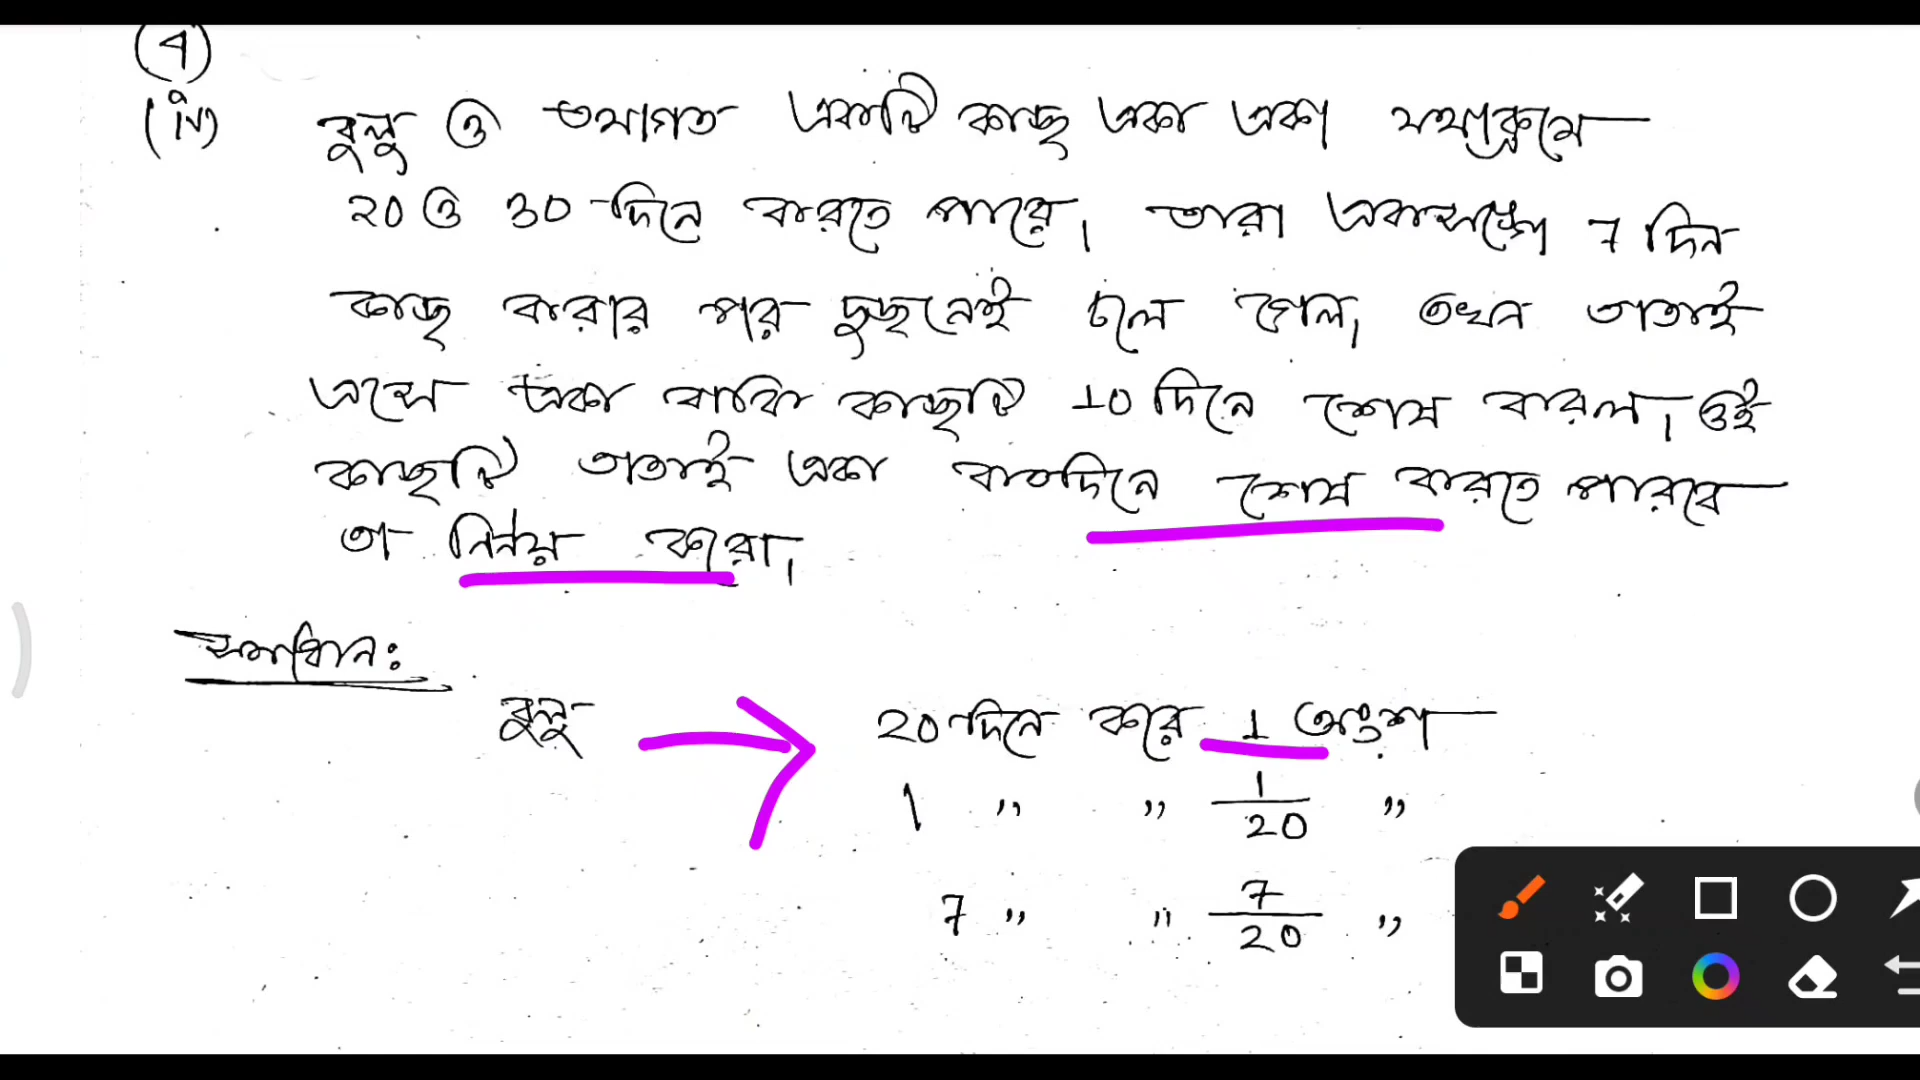 (প)
(iv) বুলু ও তথাগত একটি কাজ একা একা যথাক্রমে
২০ ও 30 দিনে করতে পারে। তারা একসঙ্গে 7 দিন
কাজ করার পর দুজনেই চলে গেল। তখন তাতাই
এসে একা বাকি কাজটি 10 দিনে শেষ করল। ওই
কাজটি তাতাই একা কতদিনে শেষ করতে পারবে
তা নির্ণয় করো।
সমাধান:
বুলু → 20 দিনে করে 1 অংশ
1 " " 1/20 "
7 " " 7/20 "